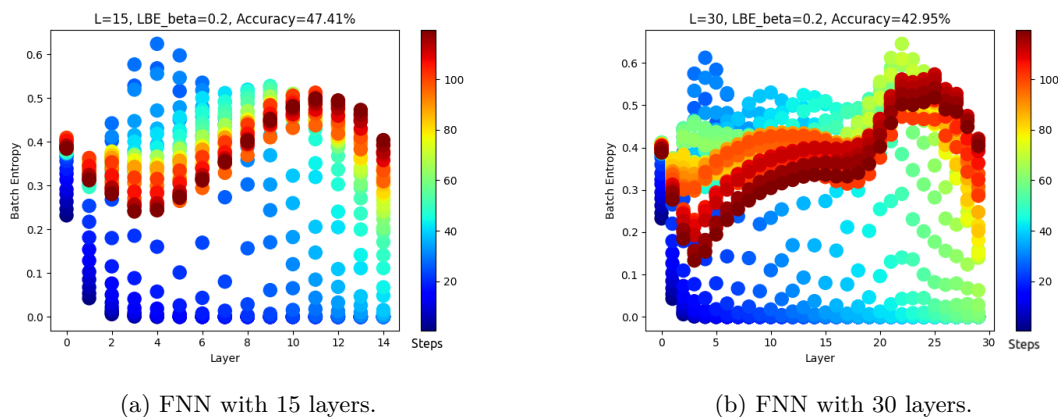 L=15, LBE_beta=0.2, Accuracy=47.41%
0.6
0.5
0.4
0.3
0.2
0.1
0.0
Batch Entropy
0 2 4 6 8 10 12 14
Layer
100
80
60
40
20
Steps
(a) FNN with 15 layers.
L=30, LBE_beta=0.2, Accuracy=42.95%
0.6
0.5
0.4
0.3
0.2
0.1
0.0
Batch Entropy
0 5 10 15 20 25 30
Layer
100
80
60
40
20
Steps
(b) FNN with 30 layers.